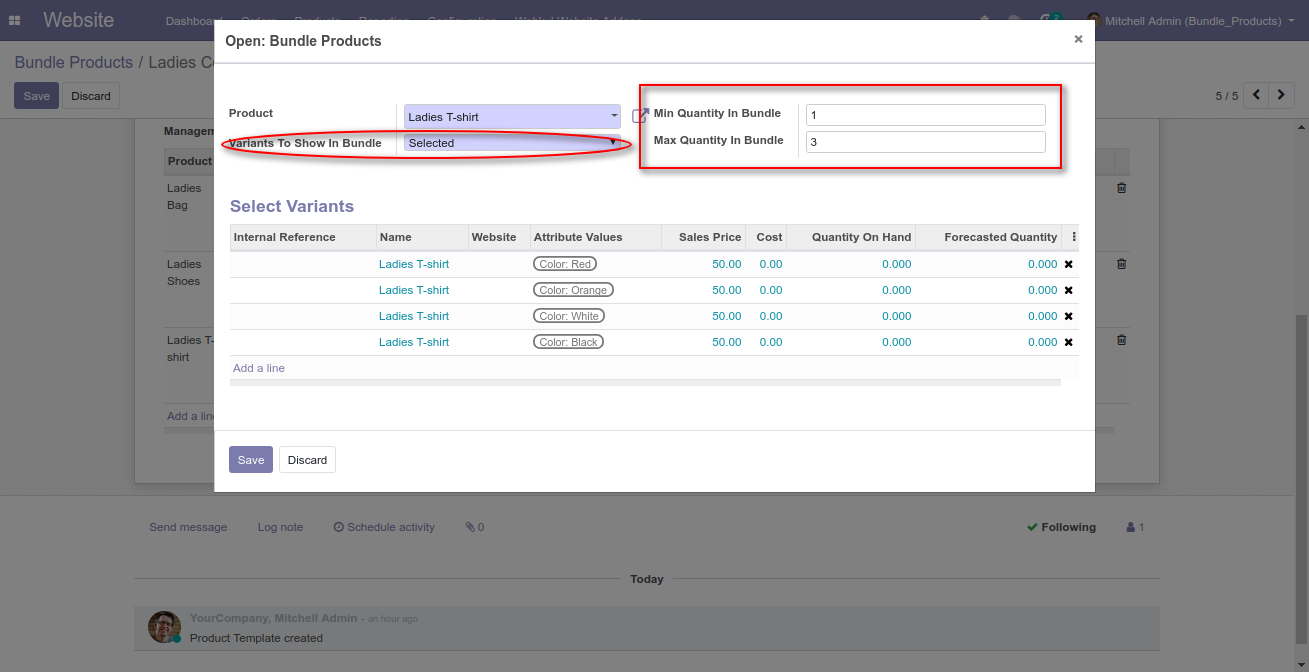 Website Dashboard Orders Products Reporting Configuration Webkul Website Addons 2 Mitchell Admin (Bundle_Products)
Bundle Products / Ladies Co
Save Discard
5 / 5
Open: Bundle Products ×
Product Ladies T-shirt
Variants To Show In Bundle Selected
Min Quantity In Bundle 1
Max Quantity In Bundle 3
Select Variants
Internal Reference Name Website Attribute Values Sales Price Cost Quantity On Hand Forecasted Quantity
Ladies T-shirt Color: Red 50.00 0.00 0.000 0.000
Ladies T-shirt Color: Orange 50.00 0.00 0.000 0.000
Ladies T-shirt Color: White 50.00 0.00 0.000 0.000
Ladies T-shirt Color: Black 50.00 0.00 0.000 0.000
Add a line
Save Discard
Managem
Product
Ladies
Bag
Ladies
Shoes
Ladies T-
shirt
Add a line
Send message Log note Schedule activity 0 Following 1
Today
YourCompany, Mitchell Admin - an hour ago
Product Template created